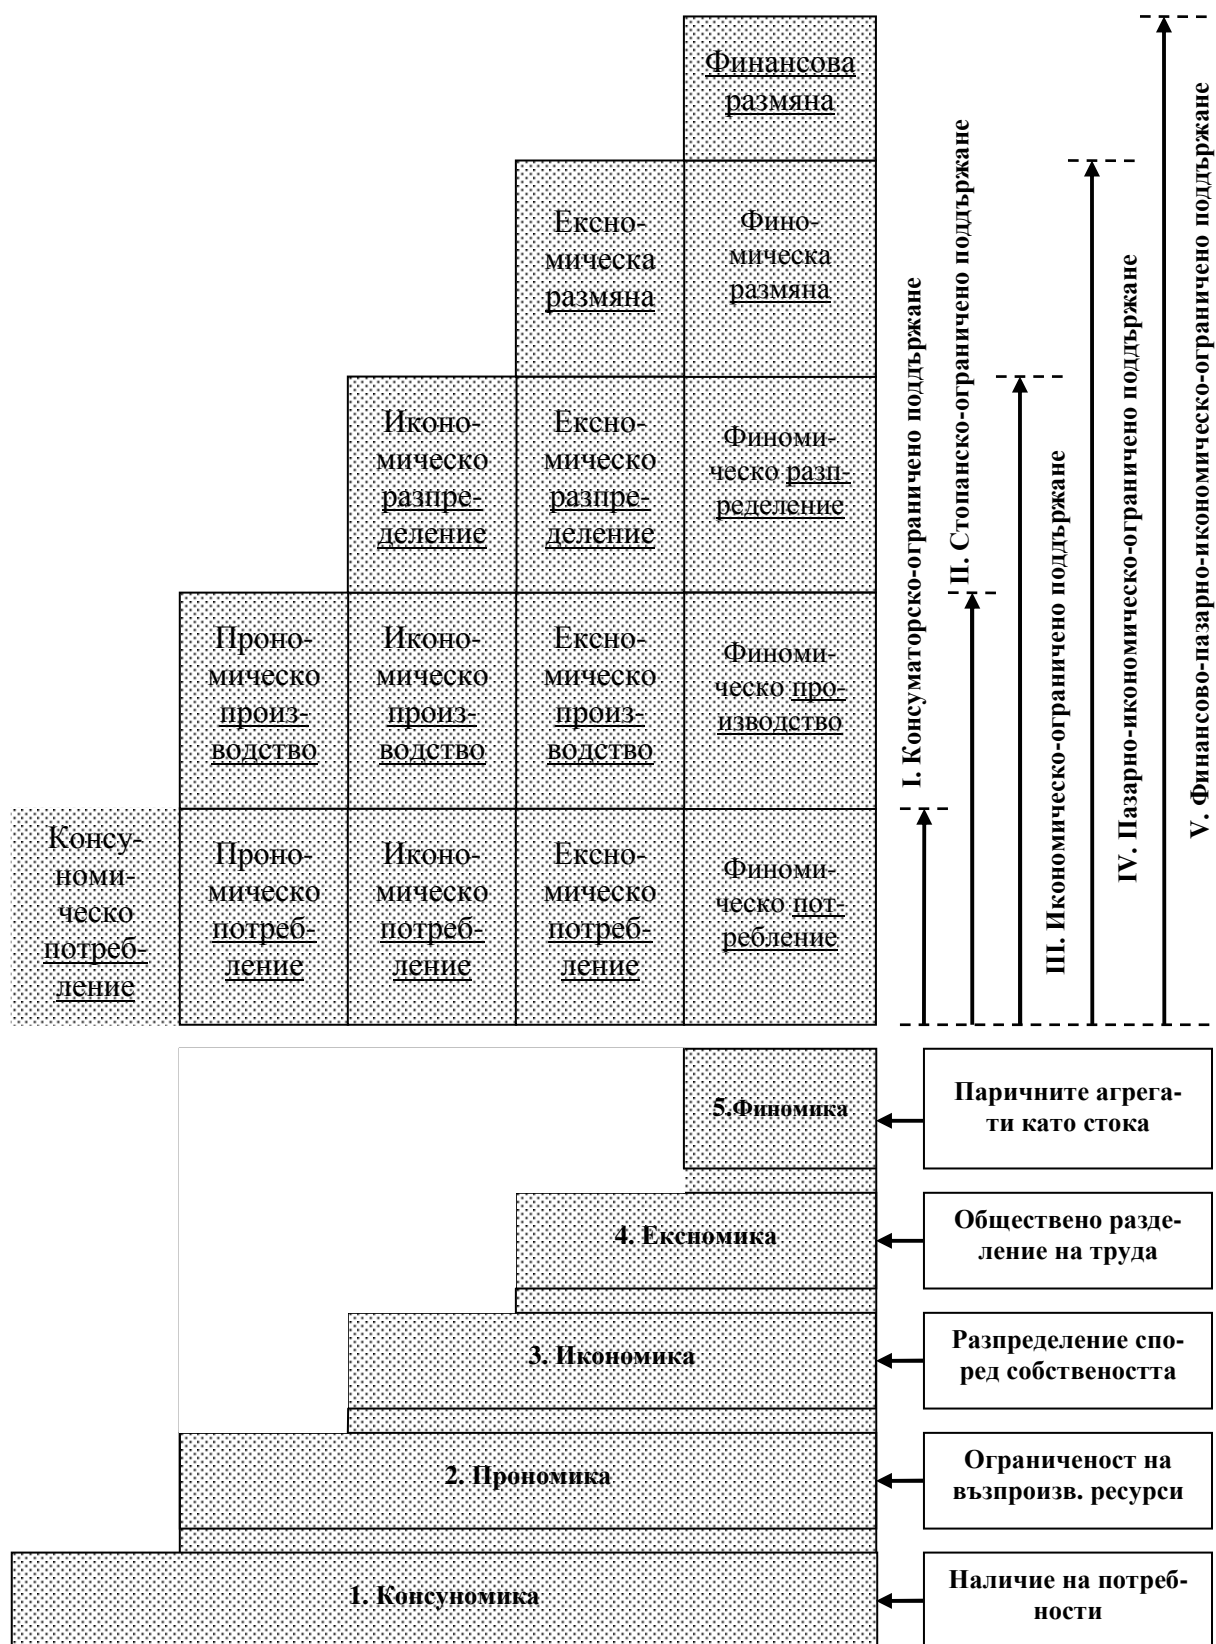 Финансова
размяна
Ексно-
мическа
размяна
Фино-
мическа
размяна
Иконо-
мическо
разпре-
деление
Ексно-
мическо
разпре-
деление
Финоми-
ческо разп-
ределение
Проно-
мическо
произ-
водство
Иконо-
мическо
произ-
водство
Ексно-
мическо
произ-
водство
Финоми-
ческо про-
изводство
Консу-
номи-
ческо
потреб-
ление
Проно-
мическо
потреб-
ление
Иконо-
мическо
потреб-
ление
Ексно-
мическо
потреб-
ление
Финоми-
ческо пот-
ребление
I. Консуматорско-ограничено поддържане
II. Стопанско-ограничено поддържане
III. Икономическо-ограничено поддържане
IV. Пазарно-икономическо-ограничено поддържане
V. Финансово-пазарно-икономическо-ограничено поддържане
5.Финомика
Паричните агрега-
ти като стока
4.Ексномика
Обществено разде-
ление на труда
3. Икономика
Разпределение спо-
ред собствеността
2. Прономика
Ограниченост на
възпроизв. ресурси
1. Консуномика
Наличие на потреб-
ности